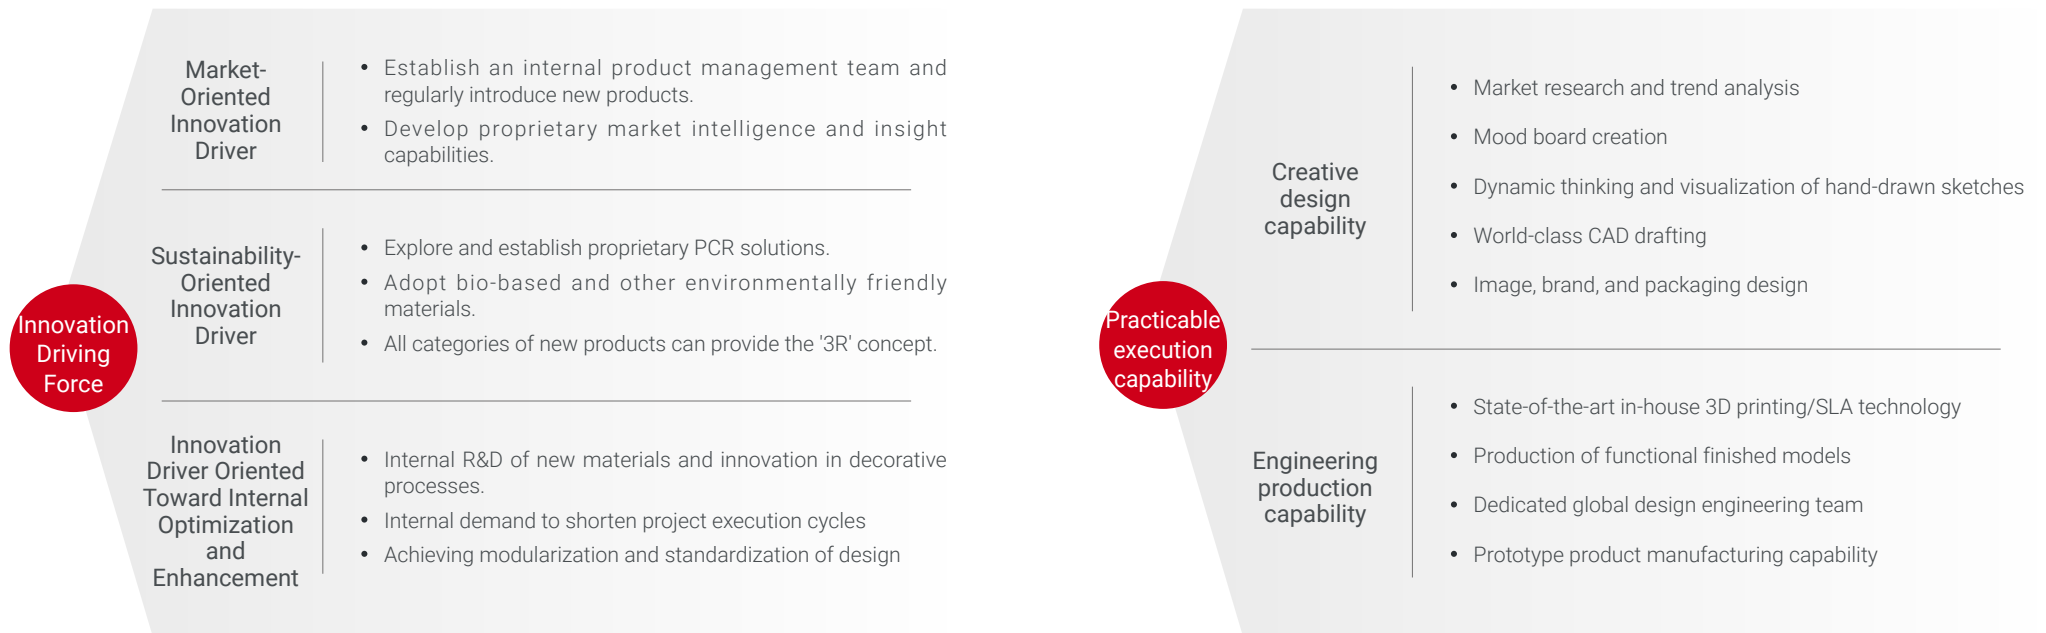 Innovation
Driving
Force
Market-
Oriented
Innovation
Driver
• Establish an internal product management team and
regularly introduce new products.
• Develop proprietary market intelligence and insight
capabilities.
Sustainability-
Oriented
Innovation
Driver
• Explore and establish proprietary PCR solutions.
• Adopt bio-based and other environmentally friendly
materials.
• All categories of new products can provide the '3R' concept.
Innovation
Driver Oriented
Toward Internal
Optimization
and
Enhancement
• Internal R&D of new materials and innovation in decorative
processes.
• Internal demand to shorten project execution cycles
• Achieving modularization and standardization of design
Practicable
execution
capability
Creative
design
capability
• Market research and trend analysis
• Mood board creation
• Dynamic thinking and visualization of hand-drawn sketches
• World-class CAD drafting
• Image, brand, and packaging design
Engineering
production
capability
• State-of-the-art in-house 3D printing/SLA technology
• Production of functional finished models
• Dedicated global design engineering team
• Prototype product manufacturing capability